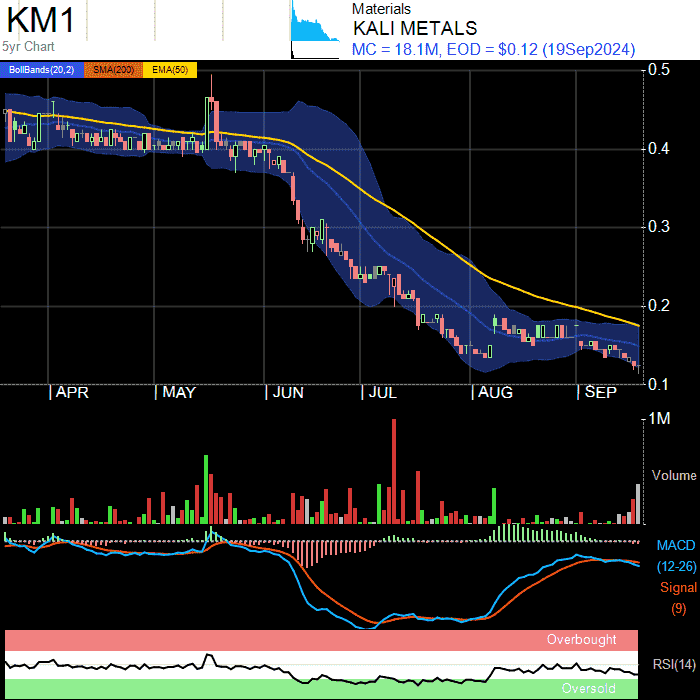 KM1
5yr Chart
Materials
KALI METALS
MC = 18.1M, EOD = $0.12 (19Sep2024)
BollBands(20,2) SMA(200) EMA(50)
0.5
0.4
0.3
0.2
0.1
APR MAY JUN JUL AUG SEP
1M
Volume
MACD
(12-26)
Signal
(9)
Overbought
RSI(14)
Oversold